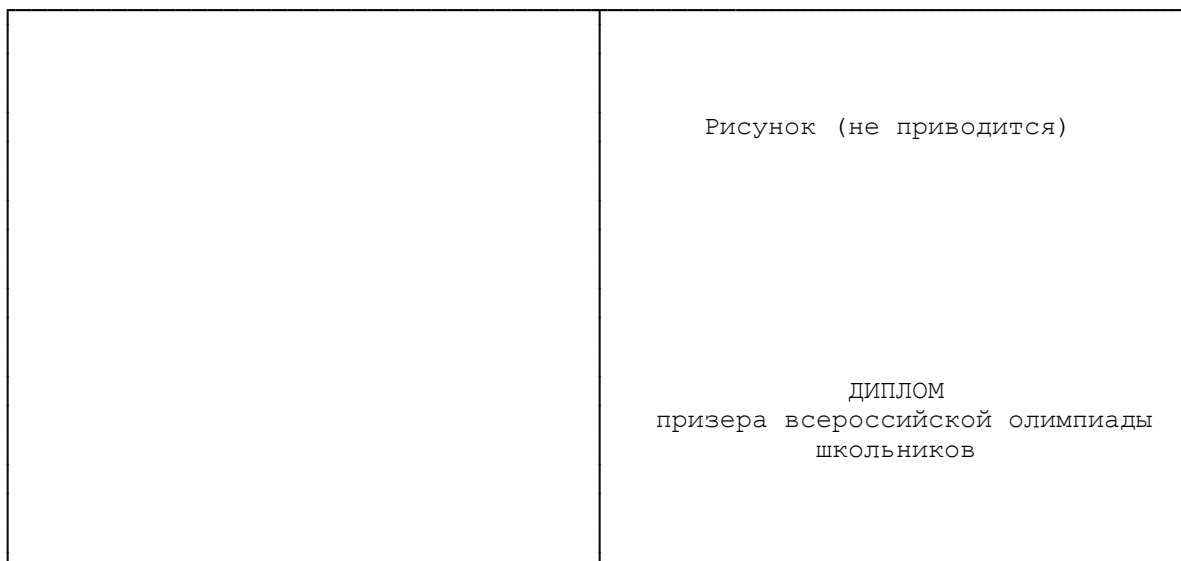 Рисунок (не приводится)
ДИПЛОМ
призера всероссийской олимпиады
школьников